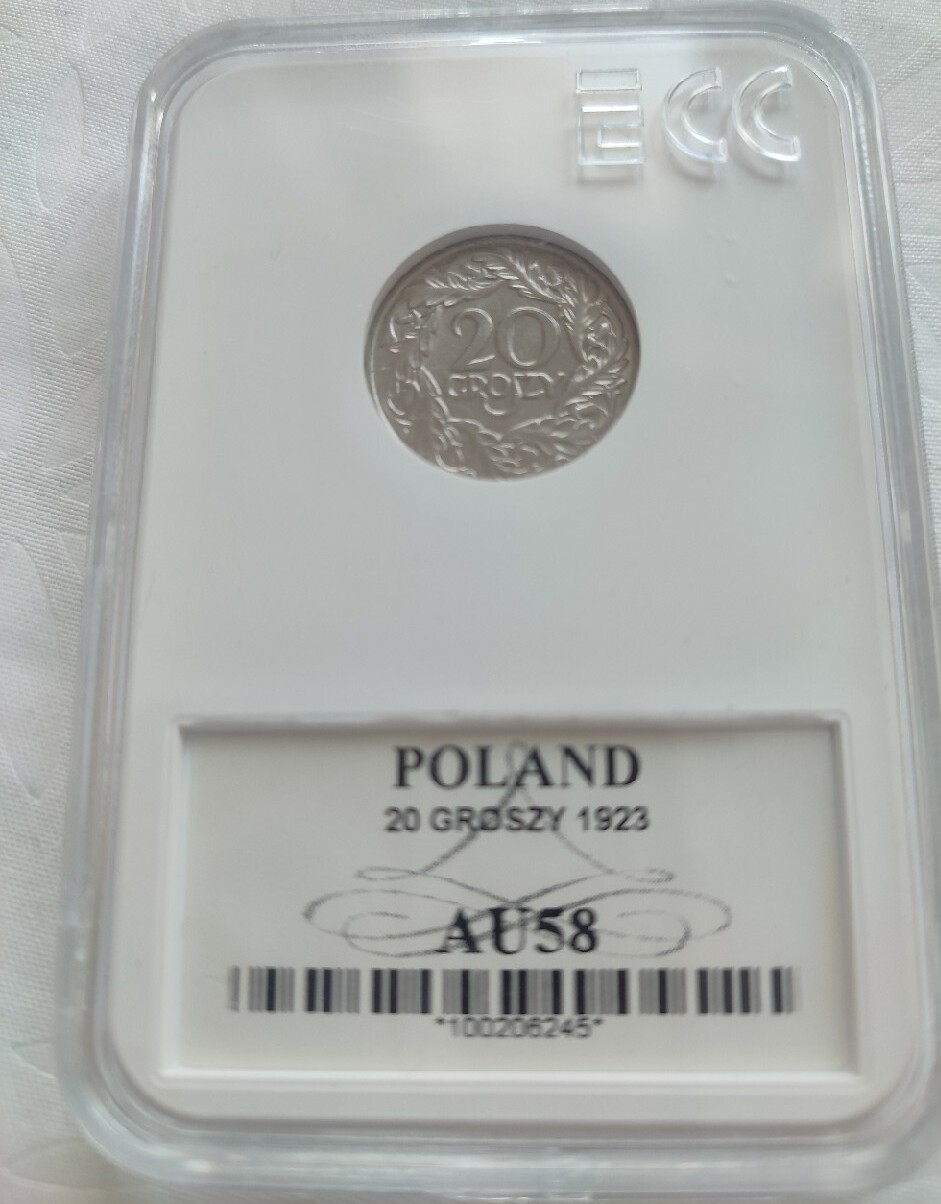 ECC
20
GROSZY
POLAND
20 GROSZY 1923
AU58
*100206245*